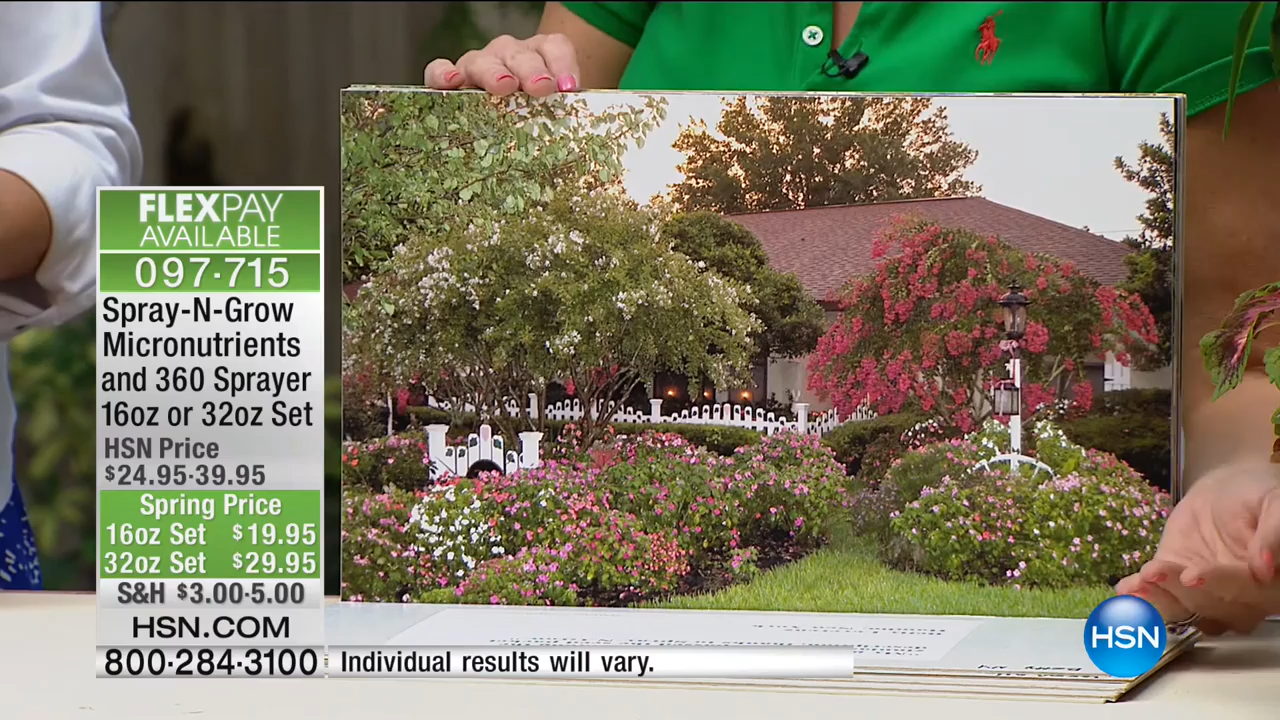 FLEXPAY
AVAILABLE
097·715
Spray-N-Grow
Micronutrients
and 360 Sprayer
16oz or 32oz Set
HSN Price
$24.95-39.95
Spring Price
16oz Set $19.95
32oz Set $29.95
S&H $3.00-5.00
HSN.COM
800·284·3100
Individual results will vary.
HSN